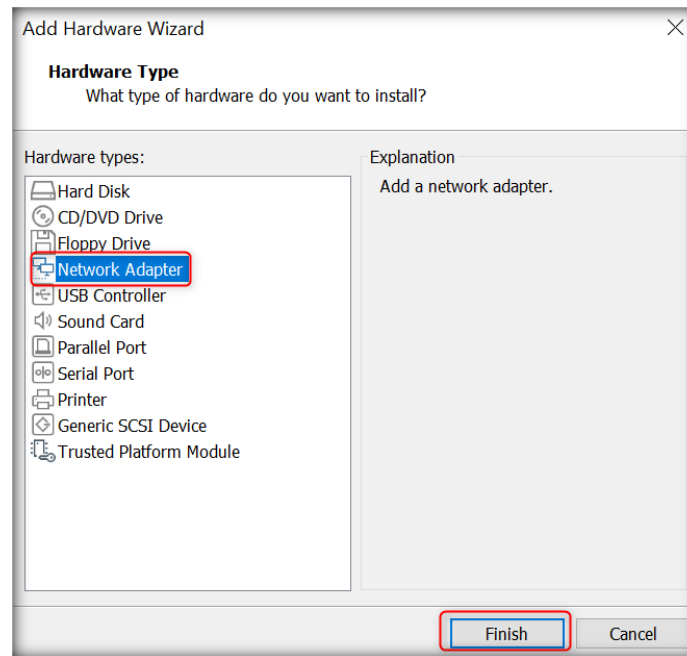 Add Hardware Wizard
Hardware Type
What type of hardware do you want to install?
Hardware types:
Hard Disk
CD/DVD Drive
Floppy Drive
Network Adapter
USB Controller
Sound Card
Parallel Port
Serial Port
Printer
Generic SCSI Device
Trusted Platform Module
Explanation
Add a network adapter.
Finish
Cancel